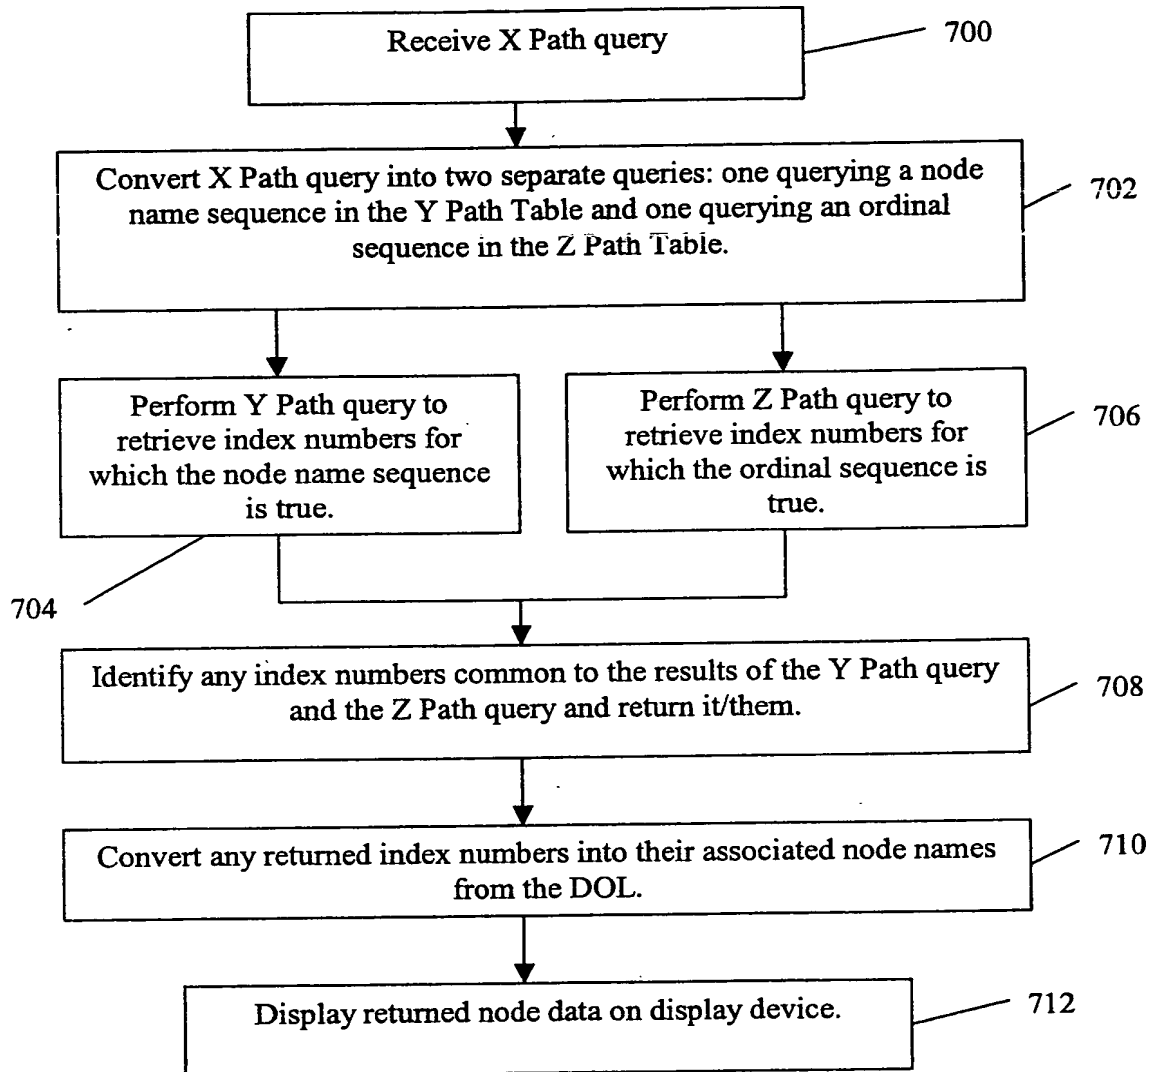 Receive X Path query
700
Convert X Path query into two separate queries: one querying a node
name sequence in the Y Path Table and one querying an ordinal
sequence in the Z Path Table.
702
Perform Y Path query to
retrieve index numbers for
which the node name sequence
is true.
704
Perform Z Path query to
retrieve index numbers for
which the ordinal sequence is
true.
706
Identify any index numbers common to the results of the Y Path query
and the Z Path query and return it/them.
708
Convert any returned index numbers into their associated node names
from the DOL.
710
Display returned node data on display device.
712